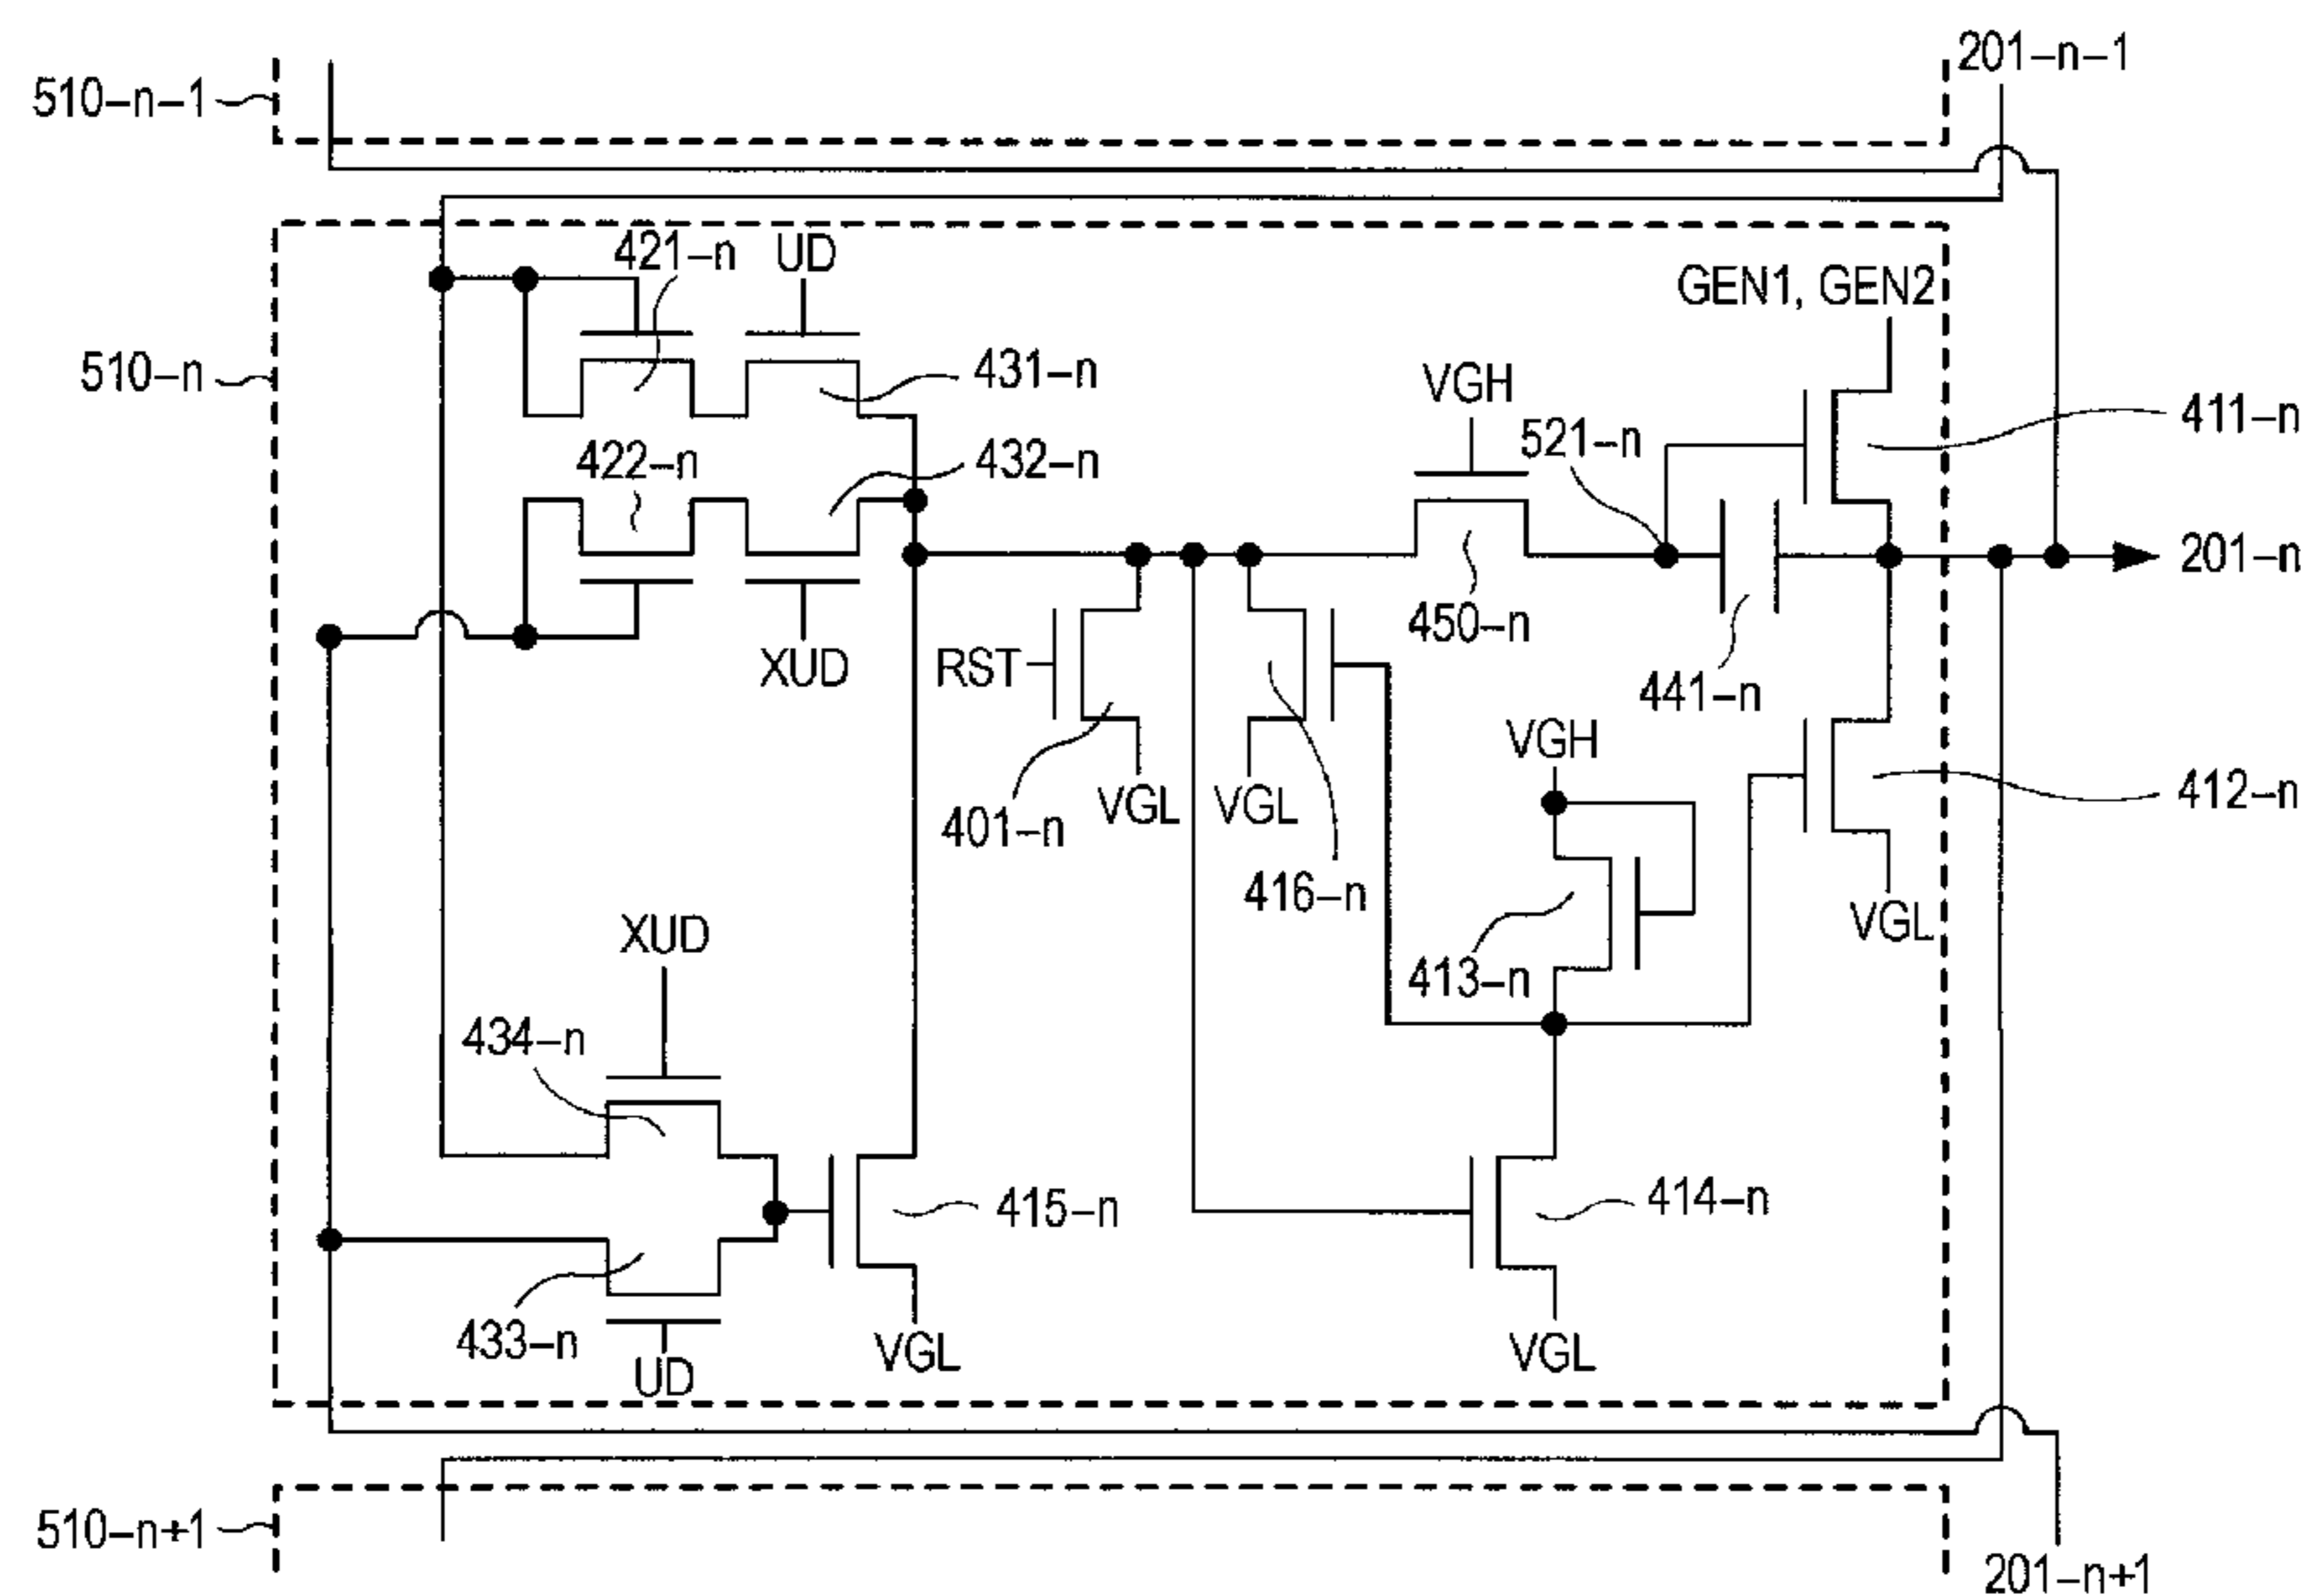 201-n-1
510-n-1
421-n
UD
GEN1, GEN2
510-n
431-n
VGH
411-n
521-n
422-n
432-n
201-n
450-n
XUD
RST
441-n
VGH
401-n
VGL
VGL
412-n
416-n
VGL
XUD
413-n
434-n
415-n
414-n
433-n
UD
VGL
VGL
510-n+1
201-n+1